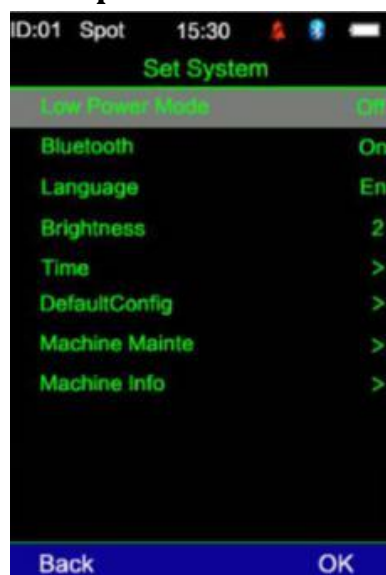 ID:01 Spot 15:30
Set System
Low Power Mode Off
Bluetooth On
Language En
Brightness 2
Time >
DefaultConfig >
Machine Mainte >
Machine Info >
Back OK